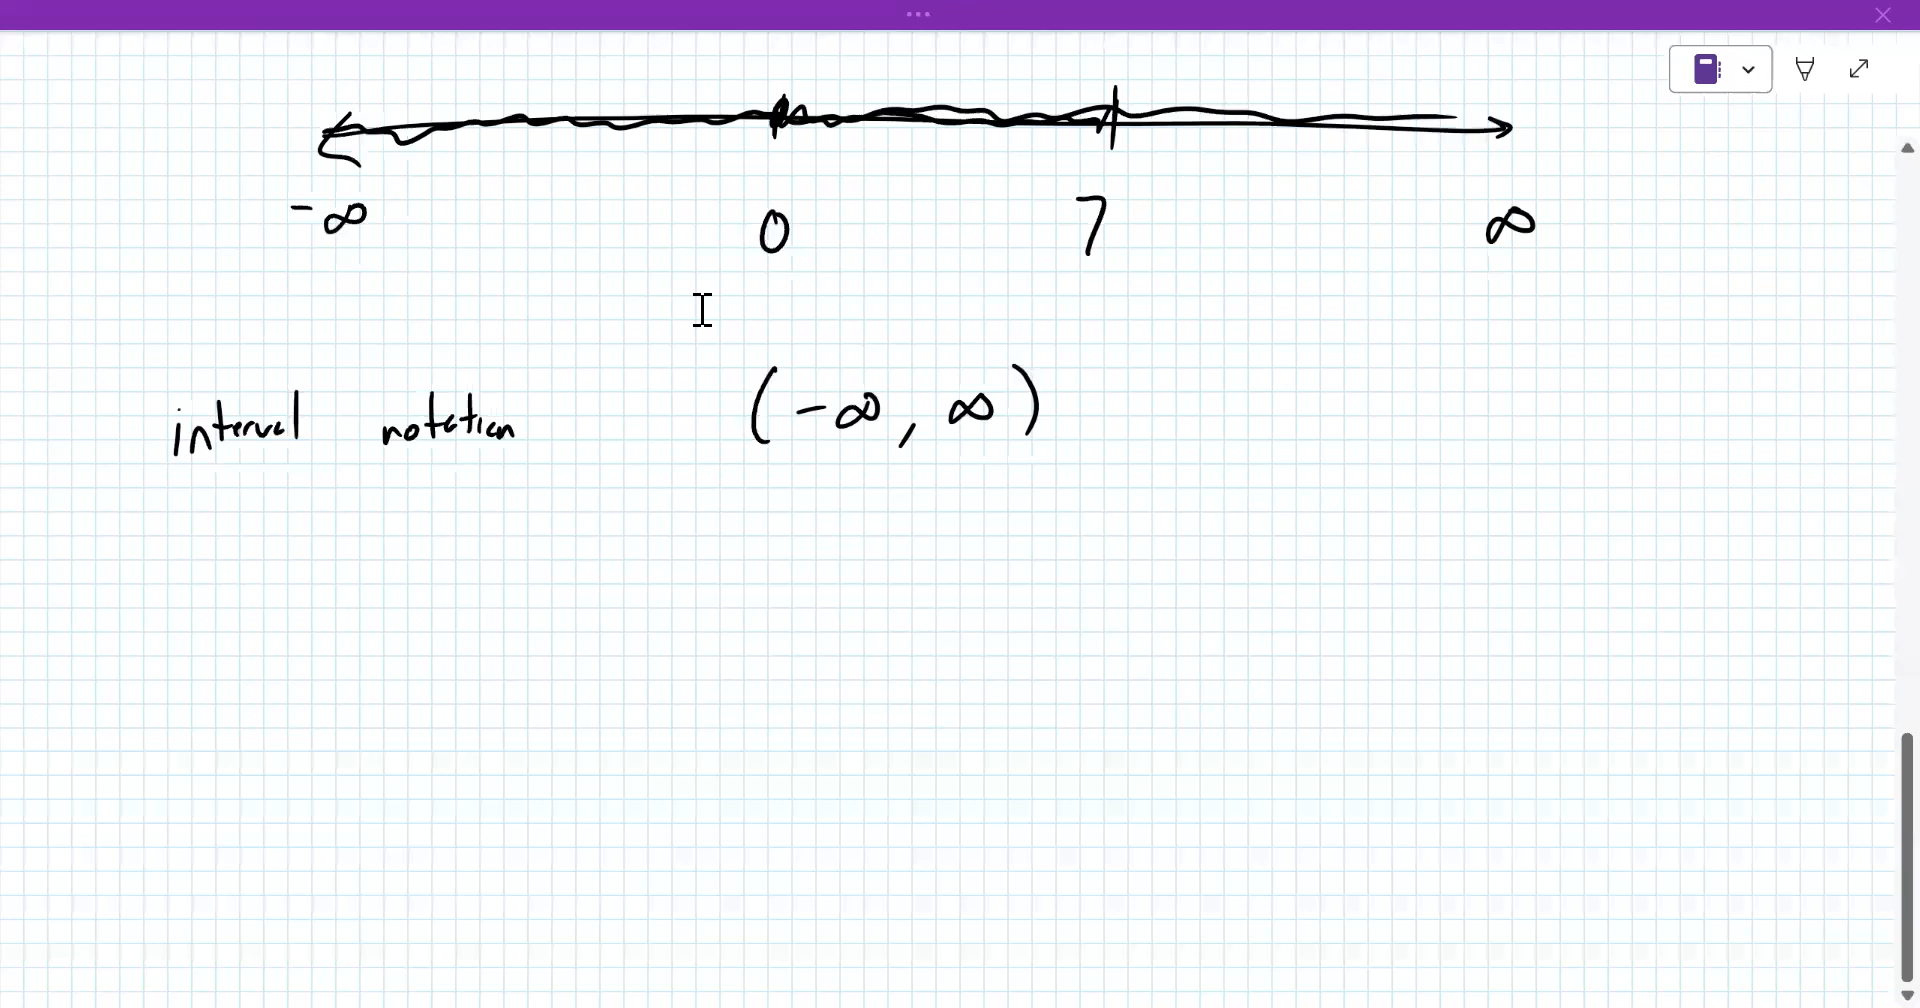 -∞ 0 7 ∞
interval notation (-∞, ∞)